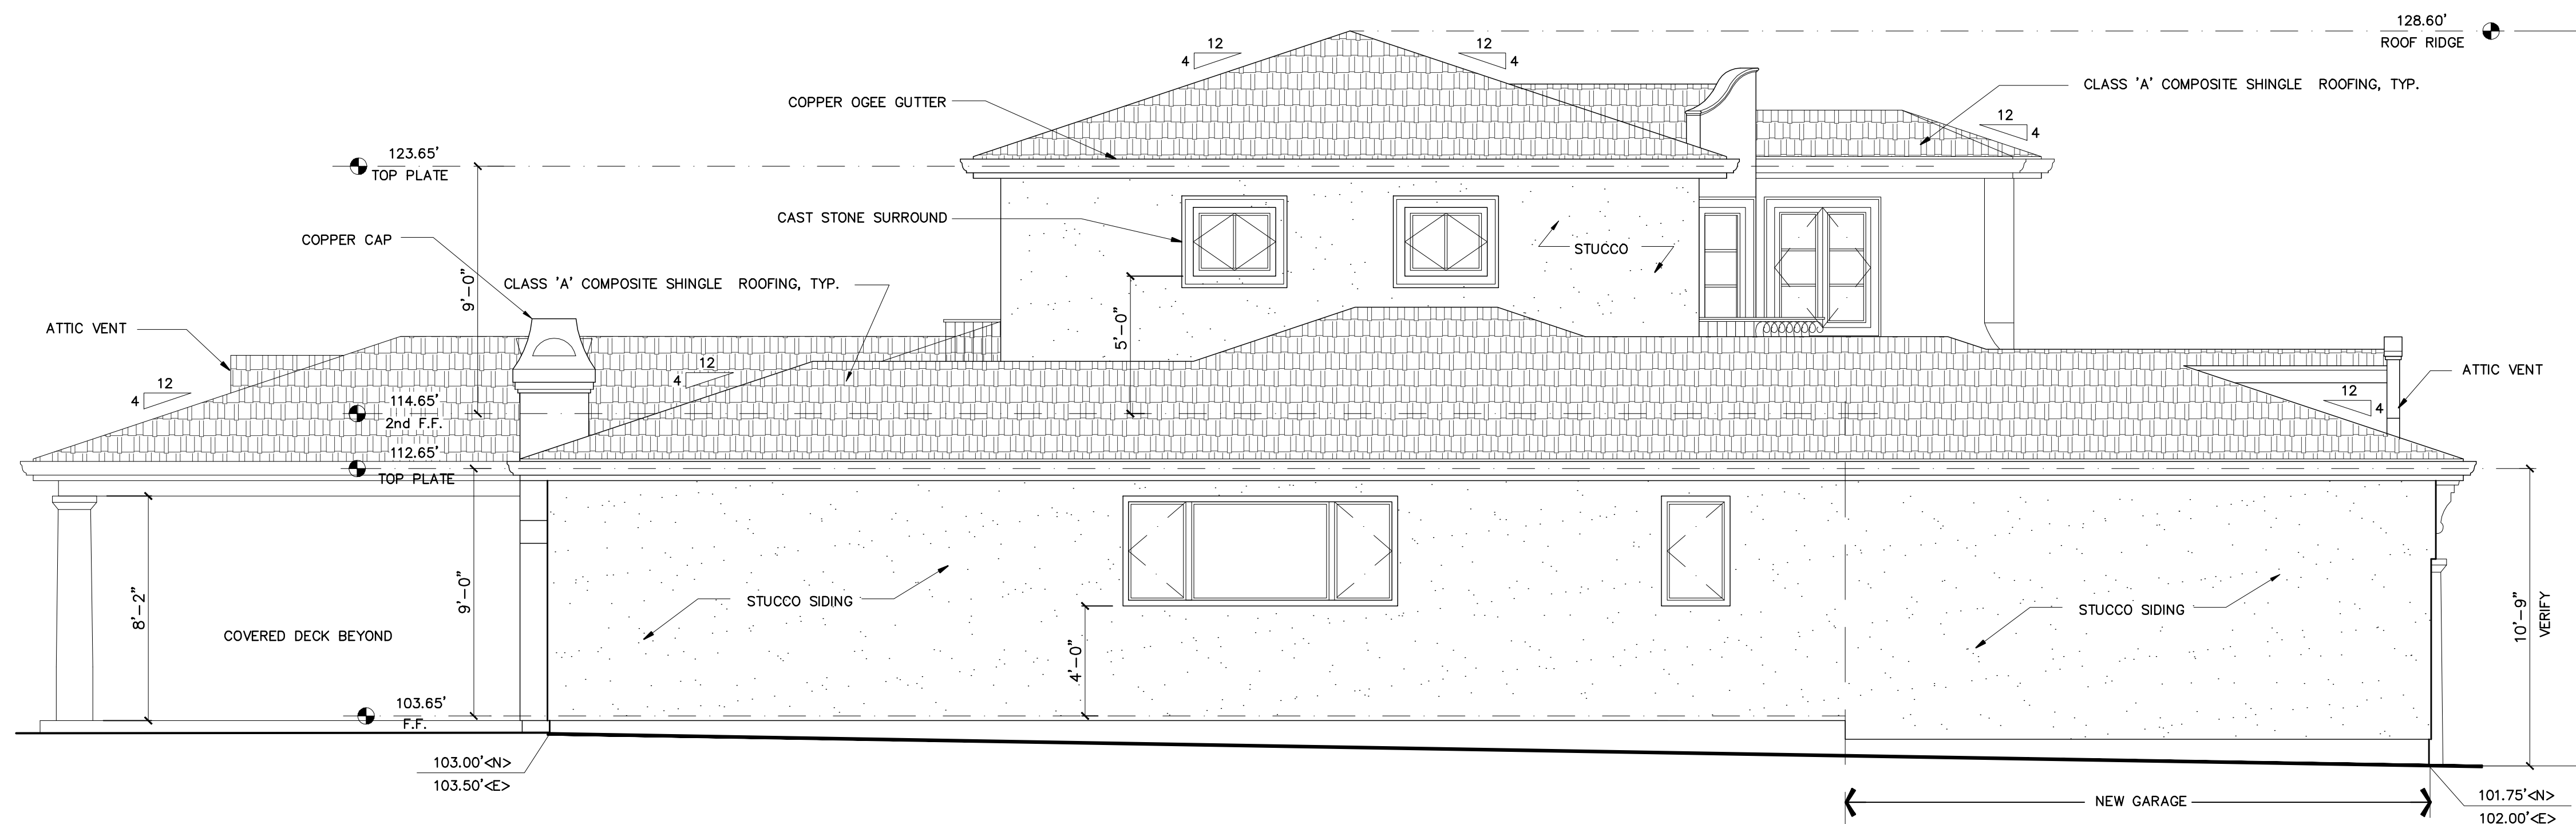 128.60'
ROOF RIDGE
12
4
12
4
COPPER OGEE GUTTER
CLASS 'A' COMPOSITE SHINGLE ROOFING, TYP.
12
4
123.65'
TOP PLATE
CAST STONE SURROUND
COPPER CAP
STUCCO
9'-0"
CLASS 'A' COMPOSITE SHINGLE ROOFING, TYP.
5'-0"
ATTIC VENT
12
4
12
4
ATTIC VENT
12
4
114.65'
2nd F.F.
112.65'
TOP PLATE
8'-2"
9'-0"
STUCCO SIDING
STUCCO SIDING
10'-9"
VERIFY
COVERED DECK BEYOND
4'-0"
103.65'
F.F.
103.00'<N>
103.50'<E>
NEW GARAGE
101.75'<N>
102.00'<E>